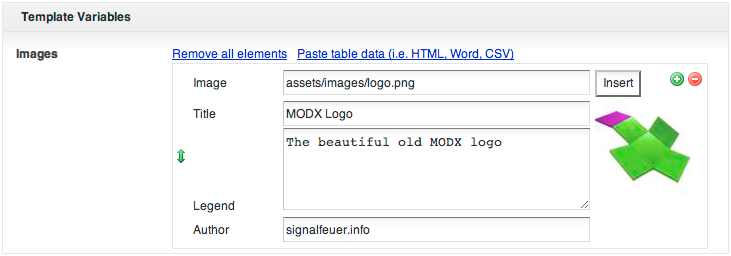 Template Variables
Images
Remove all elements Paste table data (i.e. HTML, Word, CSV)
Image assets/images/logo.png Insert
Title MODX Logo
The beautiful old MODX logo
Legend
Author signalfeuer.info